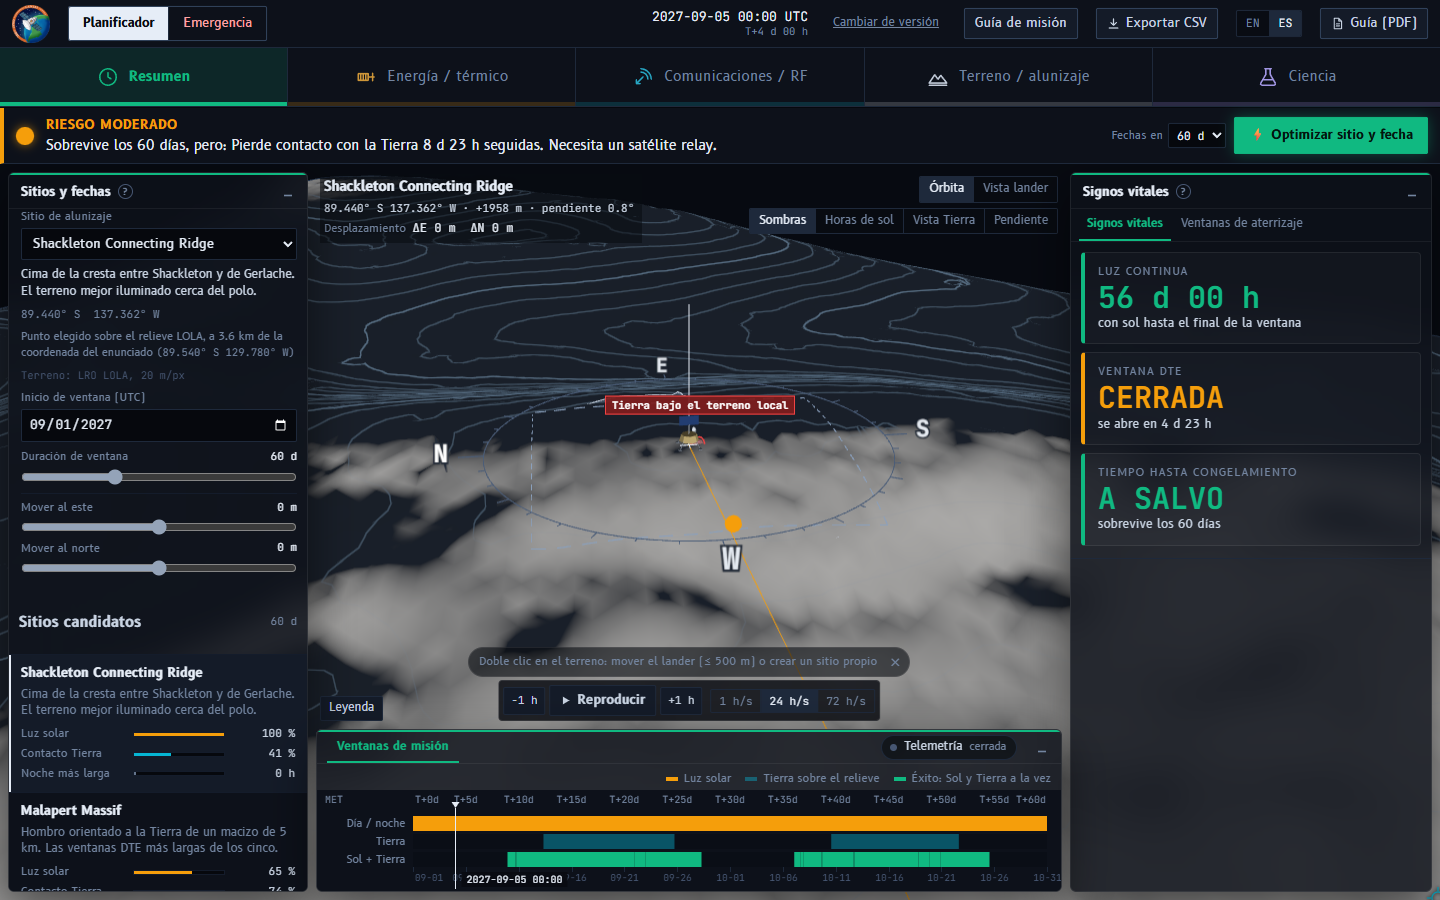 Planificador
Emergencia
2027-09-05 00:00 UTC
T+4 d 00 h
Cambiar de versión
Guía de misión
Exportar CSV
EN
ES
Guía (PDF)
Resumen
Energía / térmico
Comunicaciones / RF
Terreno / alunizaje
Ciencia
RIESGO MODERADO
Sobrevive los 60 días, pero: Pierde contacto con la Tierra 8 d 23 h seguidas. Necesita un satélite relay.
Fechas en
60 d
Optimizar sitio y fecha
Sitios y fechas
?
Sitio de alunizaje
Shackleton Connecting Ridge
Cima de la cresta entre Shackleton y de Gerlache.
El terreno mejor iluminado cerca del polo.
89.440° S 137.362° W
Punto elegido sobre el relieve LOLA, a 3.6 km de la
coordenada del enunciado (89.540° S 129.780° W)
Terreno: LRO LOLA, 20 m/px
Inicio de ventana (UTC)
09/01/2027
Duración de ventana 60 d
Mover al este 0 m
Mover al norte 0 m
Sitios candidatos 60 d
Shackleton Connecting Ridge
Cima de la cresta entre Shackleton y de Gerlache.
El terreno mejor iluminado cerca del polo.
Luz solar 100 %
Contacto Tierra 41 %
Noche más larga 0 h
Malapert Massif
Hombro orientado a la Tierra de un macizo de 5
km. Las ventanas DTE más largas de los cinco.
Luz solar 65 %
Contacto Tierra 74 %
Shackleton Connecting Ridge
89.440° S 137.362° W · +1958 m · pendiente 0.8°
Desplazamiento ΔE 0 m ΔN 0 m
Órbita
Vista lander
Sombras
Horas de sol
Vista Tierra
Pendiente
E
Tierra bajo el terreno local
N
S
W
Doble clic en el terreno: mover el lander (≤ 500 m) o crear un sitio propio
Leyenda
-1 h
Reproducir
+1 h
1 h/s
24 h/s
72 h/s
Ventanas de misión
Telemetría cerrada
Luz solar
Tierra sobre el relieve
Éxito: Sol y Tierra a la vez
MET T+0d T+5d T+10d T+15d T+20d T+25d T+30d T+35d T+40d T+45d T+50d T+55d T+60d
Día / noche
Tierra
Sol + Tierra
09-01 2027-09-05 00:00 09-21 09-26 10-01 10-06 10-11 10-16 10-21 10-26 10-31
Signos vitales
?
Signos vitales
Ventanas de aterrizaje
LUZ CONTINUA
56 d 00 h
con sol hasta el final de la ventana
VENTANA DTE
CERRADA
se abre en 4 d 23 h
TIEMPO HASTA CONGELAMIENTO
A SALVO
sobrevive los 60 días